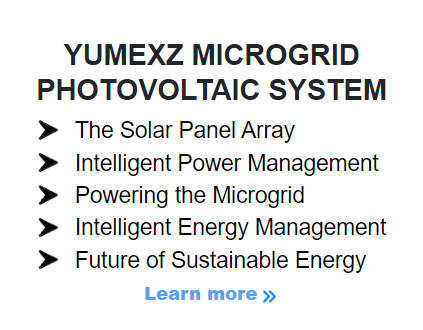 YUMEXZ MICROGRID
PHOTOVOLTAIC SYSTEM
The Solar Panel Array
Intelligent Power Management
Powering the Microgrid
Intelligent Energy Management
Future of Sustainable Energy
Learn more »